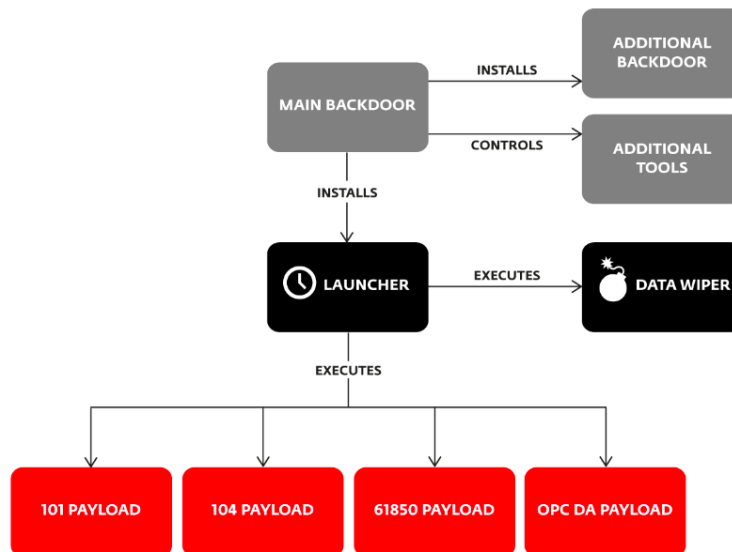 ADDITIONAL
BACKDOOR
INSTALLS
MAIN BACKDOOR
CONTROLS
ADDITIONAL
TOOLS
INSTALLS
LAUNCHER
EXECUTES
DATA WIPER
EXECUTES
101 PAYLOAD
104 PAYLOAD
61850 PAYLOAD
OPC DA PAYLOAD